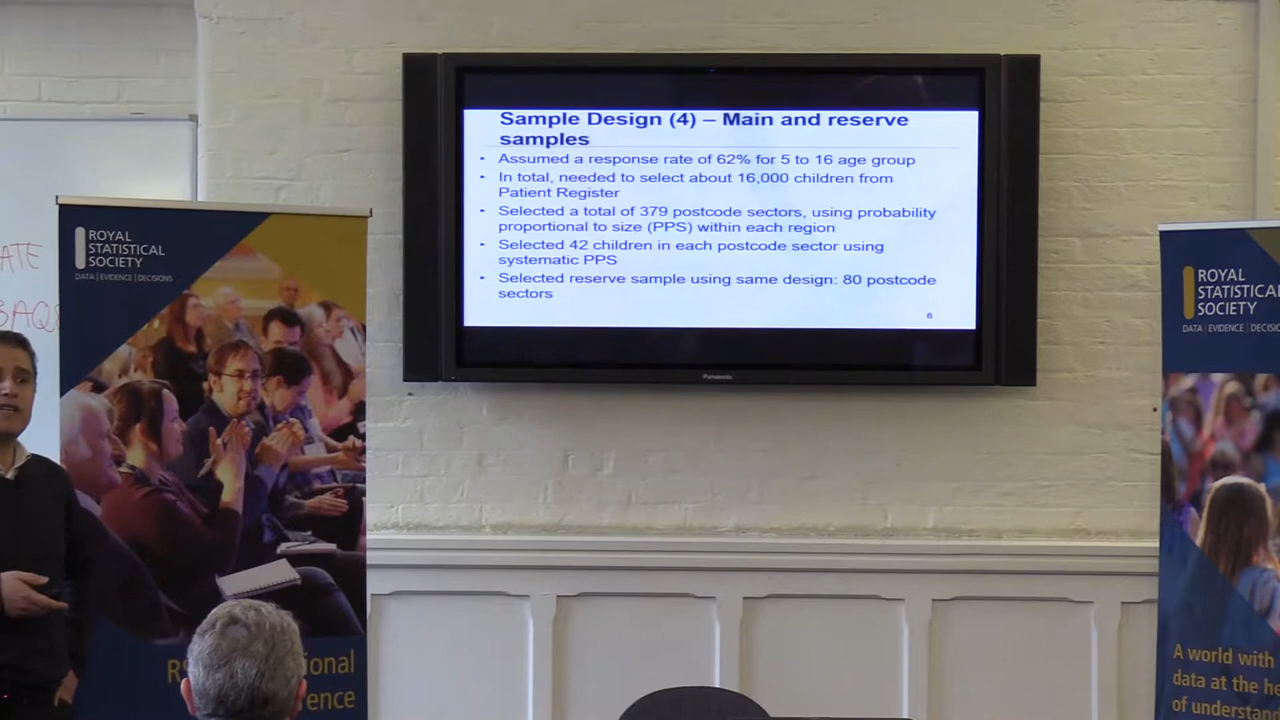 Sample Design (4) – Main and reserve
samples
• Assumed a response rate of 62% for 5 to 16 age group
• In total, needed to select about 16,000 children from
Patient Register
• Selected a total of 379 postcode sectors, using probability
proportional to size (PPS) within each region
• Selected 42 children in each postcode sector using
systematic PPS
• Selected reserve sample using same design: 80 postcode
sectors
6
Panasonic
ROYAL
STATISTICAL
SOCIETY
DATA | EVIDENCE | DECISIONS
ROYAL
STATISTICAL
SOCIETY
DATA | EVIDENCE | DECISIO
A world with
data at the he
of understand